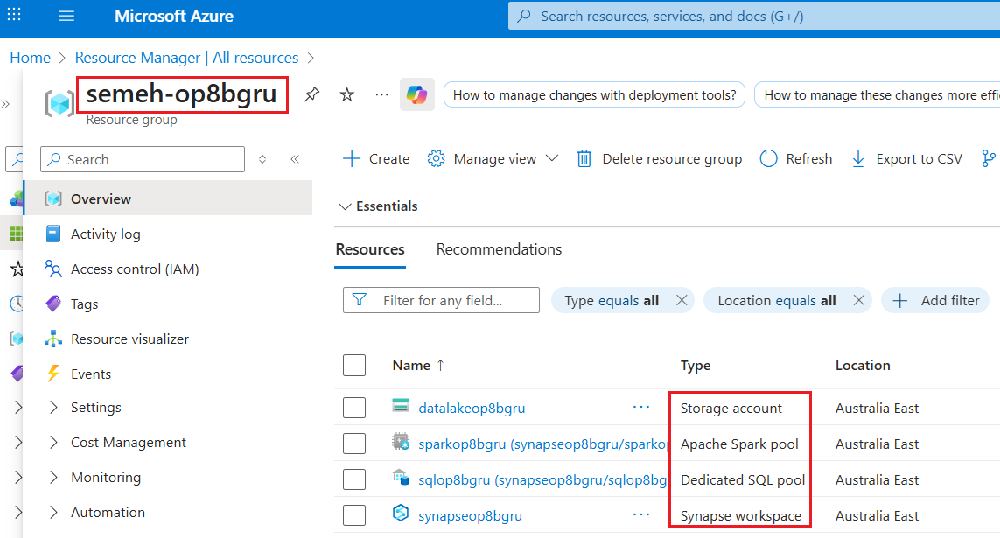 Microsoft Azure
Search resources, services, and docs (G+/)
Home > Resource Manager | All resources >
semeh-op8bgru
Resource group
How to manage changes with deployment tools?
How to manage these changes more effi
Search
Create
Manage view
Delete resource group
Refresh
Export to CSV
Overview
Activity log
Access control (IAM)
Tags
Resource visualizer
Events
Settings
Cost Management
Monitoring
Automation
Essentials
Resources Recommendations
Filter for any field...
Type equals all
Location equals all
Add filter
Name ↑ Type Location
datalakeop8bgru ... Storage account Australia East
sparkop8bgru (synapseop8bgru/sparkop Apache Spark pool Australia East
sqlop8bgru (synapseop8bgru/sqlop8bg Dedicated SQL pool Australia East
synapseop8bgru ... Synapse workspace Australia East